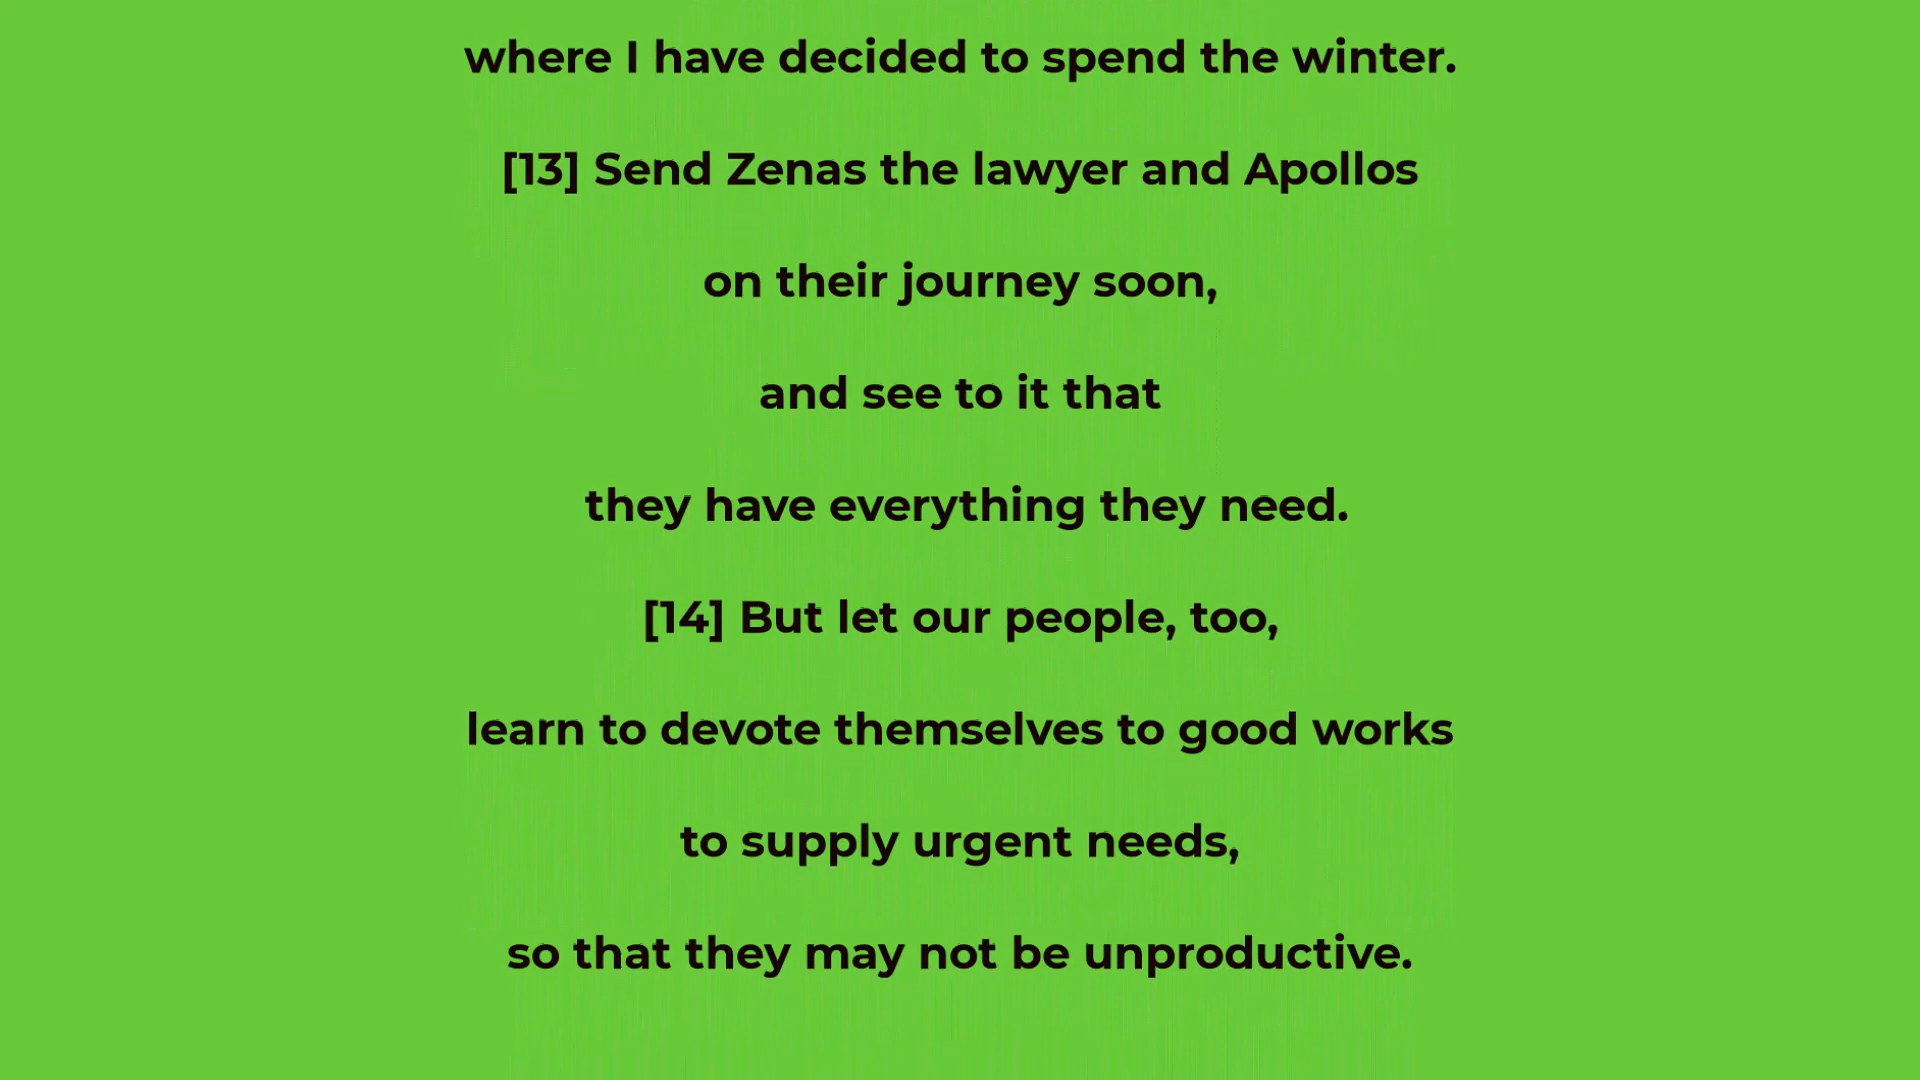 where I have decided to spend the winter.
[13] Send Zenas the lawyer and Apollos
on their journey soon,
and see to it that
they have everything they need.
[14] But let our people, too,
learn to devote themselves to good works
to supply urgent needs,
so that they may not be unproductive.